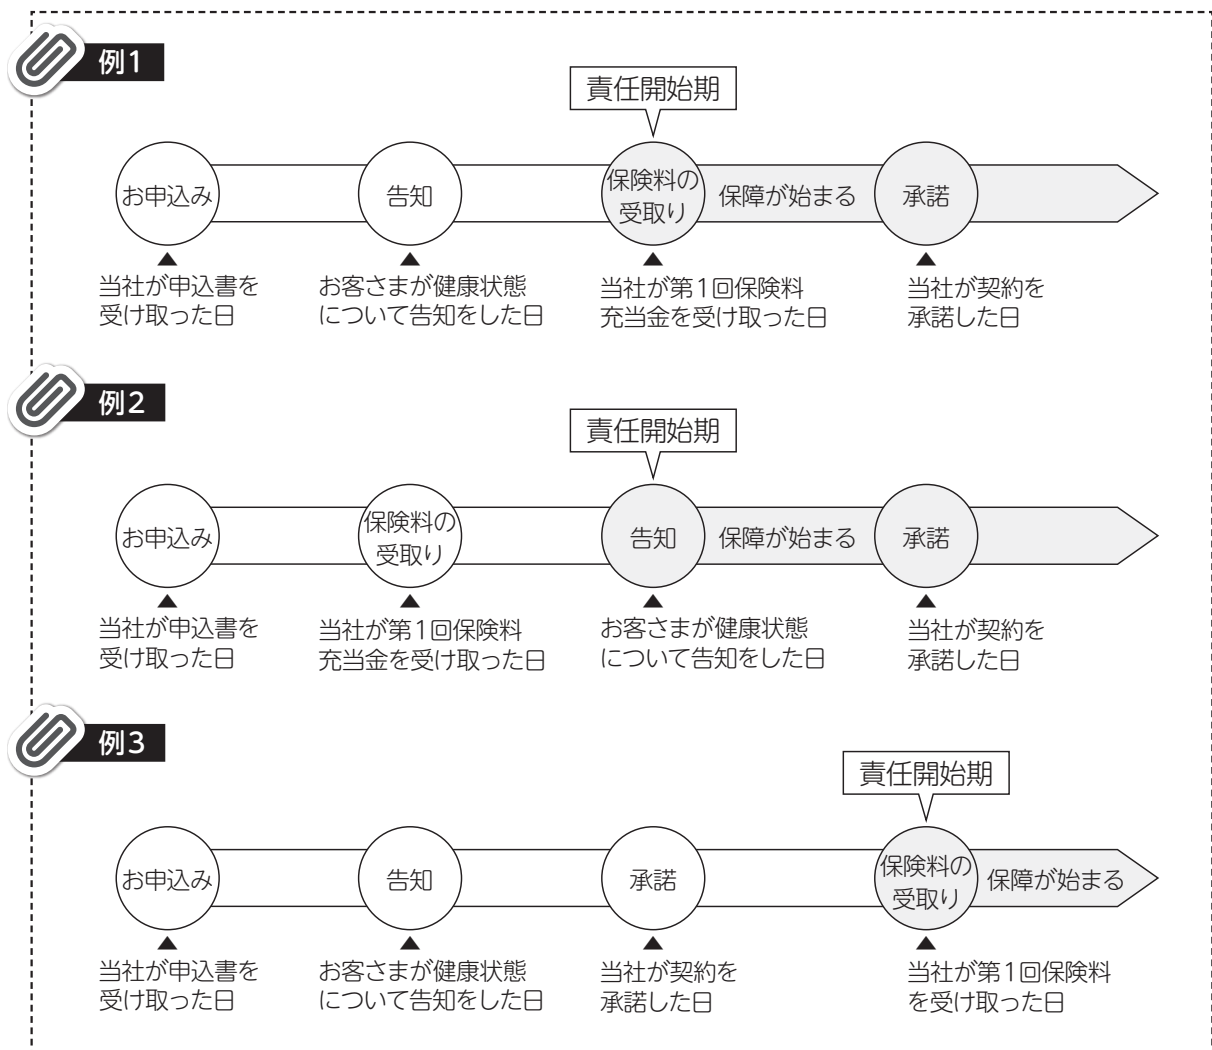 例1
責任開始期
お申込み
告知
保険料の
受取り
保障が始まる
承諾
当社が申込書を
受け取った日
お客さまが健康状態
について告知をした日
当社が第1回保険料
充当金を受け取った日
当社が契約を
承諾した日
例2
責任開始期
お申込み
保険料の
受取り
告知
保障が始まる
承諾
当社が申込書を
受け取った日
当社が第1回保険料
充当金を受け取った日
お客さまが健康状態
について告知をした日
当社が契約を
承諾した日
例3
責任開始期
お申込み
告知
承諾
保険料の
受取り
保障が始まる
当社が申込書を
受け取った日
お客さまが健康状態
について告知をした日
当社が契約を
承諾した日
当社が第1回保険料
を受け取った日